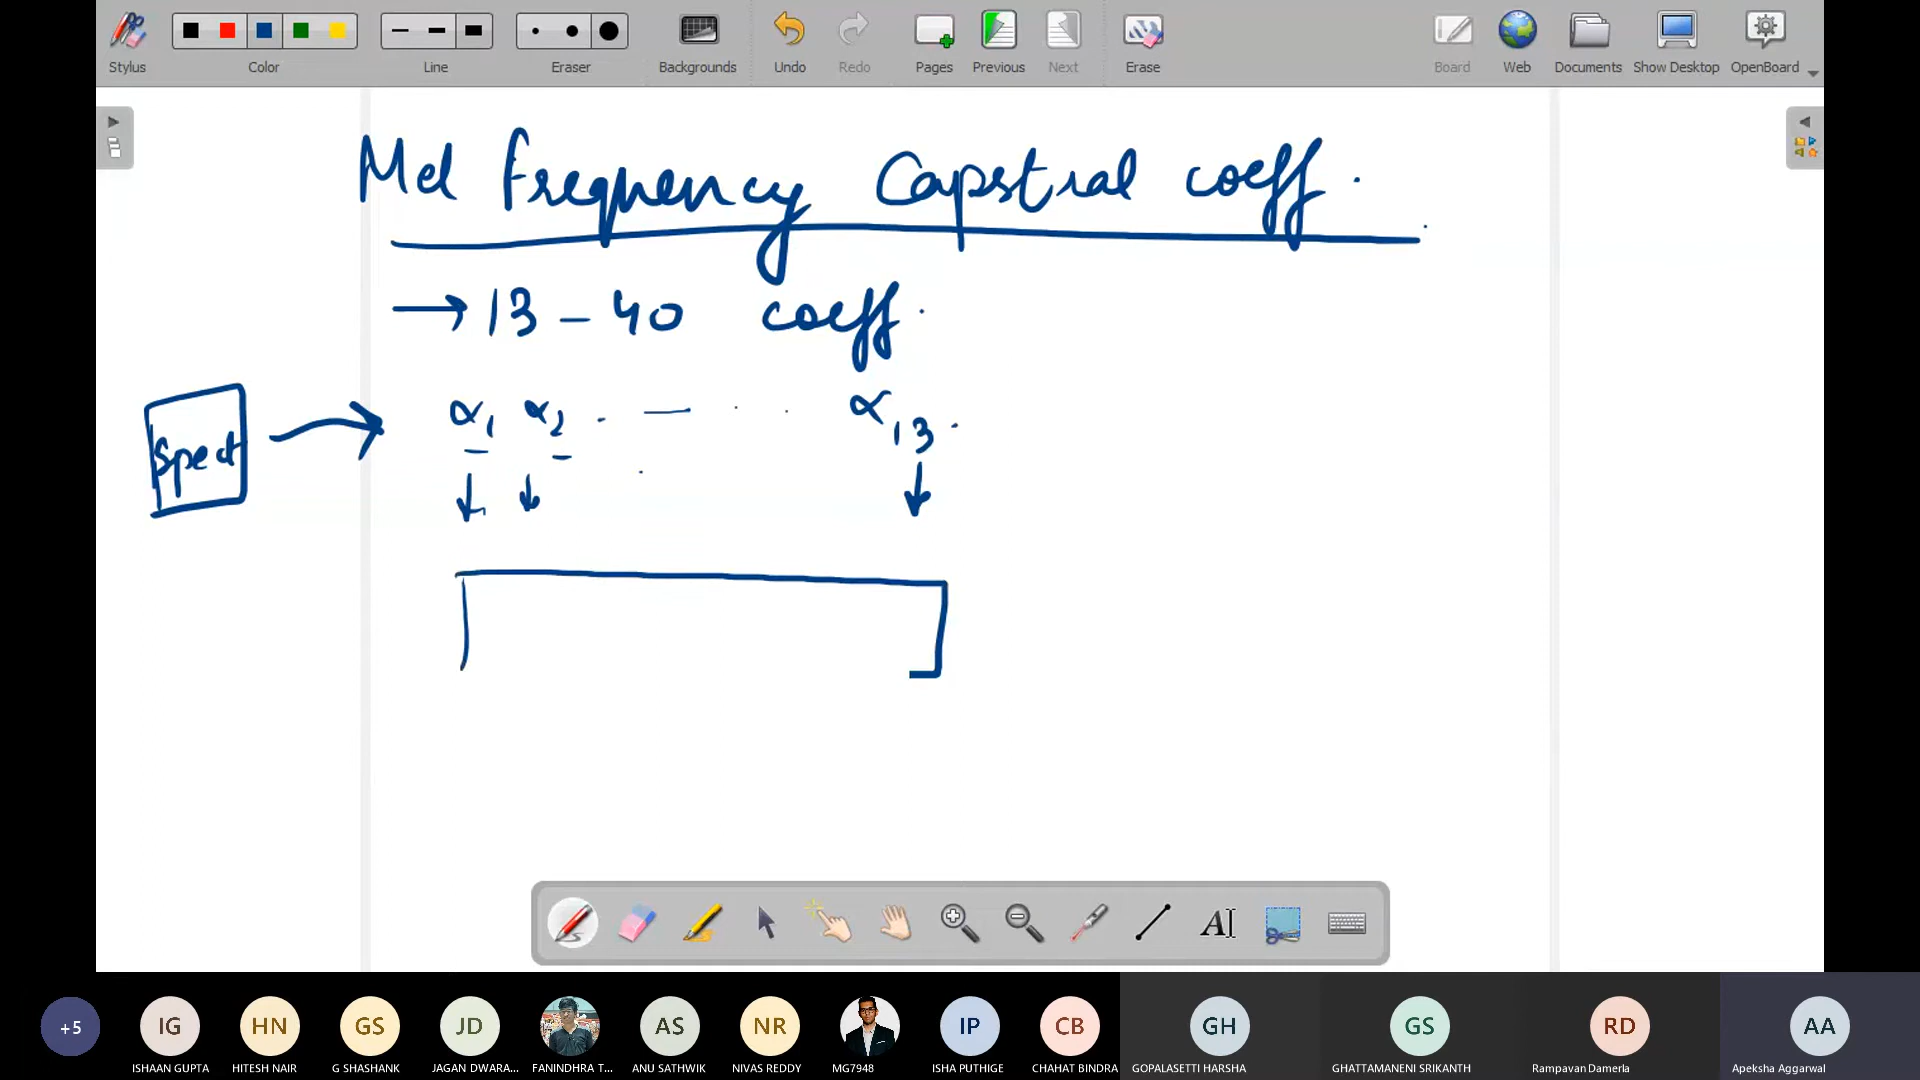 Stylus
Color
Line
Eraser
Backgrounds
Undo
Redo
Pages
Previous
Next
Erase
Board
Web
Documents
Show Desktop
OpenBoard
Mel Frequency Capstral coeff.
→ 13 – 40 coeff.
Spect → α1 α2 . — . . α13.
AI
+5
IG
HN
GS
JD
AS
NR
IP
CB
GH
GS
RD
AA
ISHAAN GUPTA
HITESH NAIR
G SHASHANK
JAGAN DWARA...
FANINDHRA T...
ANU SATHWIK
NIVAS REDDY
MG7948
ISHA PUTHIGE
CHAHAT BINDRA
GOPALASETTI HARSHA
GHATTAMANENI SRIKANTH
Rampavan Damerla
Apeksha Aggarwal